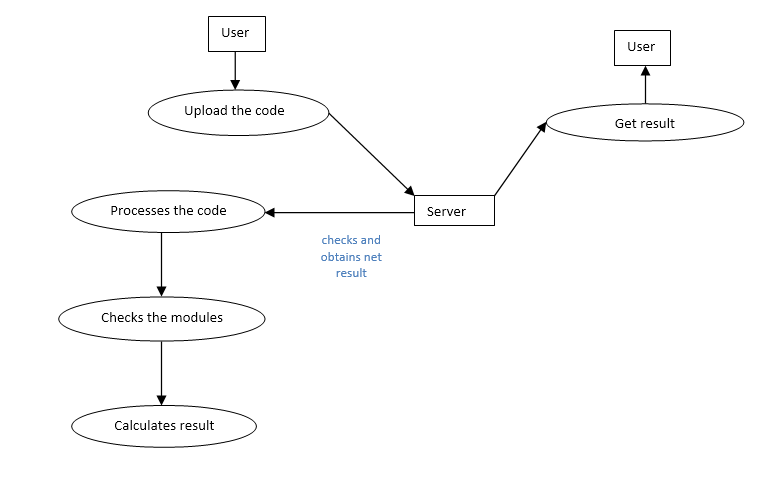 User
User
Upload the code
Get result
Processes the code
Server
checks and
obtains net
result
Checks the modules
Calculates result